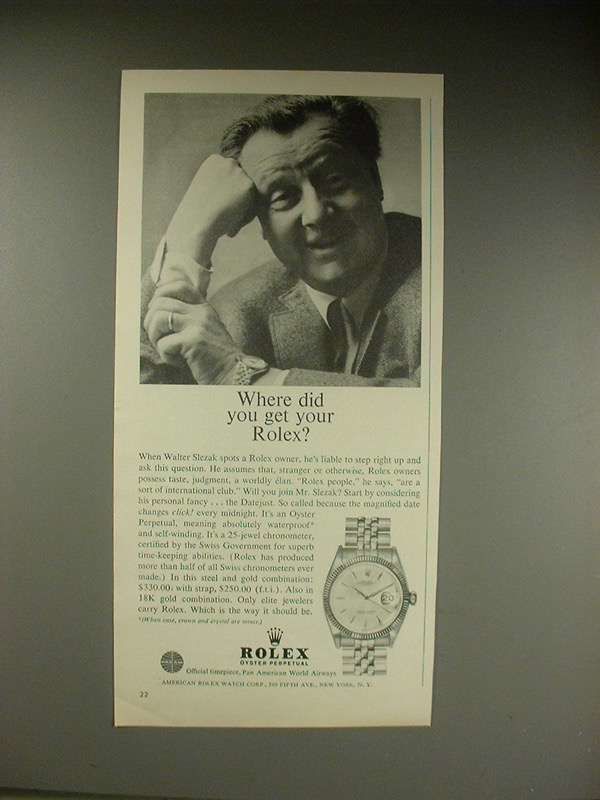 Where did
you get your
Rolex?
When Walter Slezak spots a Rolex owner, he's liable to step right up and
ask this question. He assumes that, stranger or otherwise, Rolex owners
possess taste, judgment, a worldly élan. "Rolex people," he says, "are a
sort of international club." Will you join Mr. Slezak? Start by considering
his personal fancy . . . the Datejust. So called because the magnified date
changes click! every midnight. It's an Oyster
Perpetual, meaning absolutely waterproof*
and self-winding. It's a 25-jewel chronometer,
certified by the Swiss Government for superb
time-keeping abilities. (Rolex has produced
more than half of all Swiss chronometers ever
made.) In this steel and gold combination:
$330.00; with strap, $250.00 (f.t.i.). Also in
18K gold combination. Only elite jewelers
carry Rolex. Which is the way it should be.
*(When case, crown and crystal are intact.)
ROLEX
OYSTER PERPETUAL
Official timepiece, Pan American World Airways
AMERICAN ROLEX WATCH CORP., 580 FIFTH AVE., NEW YORK, N. Y.
22